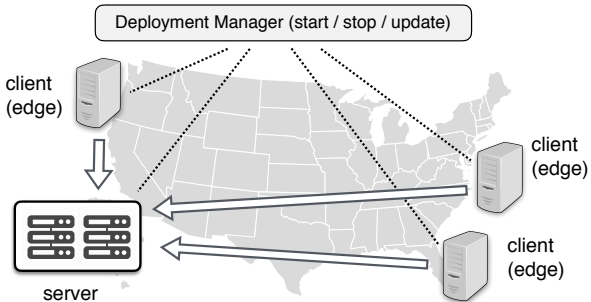 Deployment Manager (start / stop / update)
client
(edge)
client
(edge)
client
(edge)
server